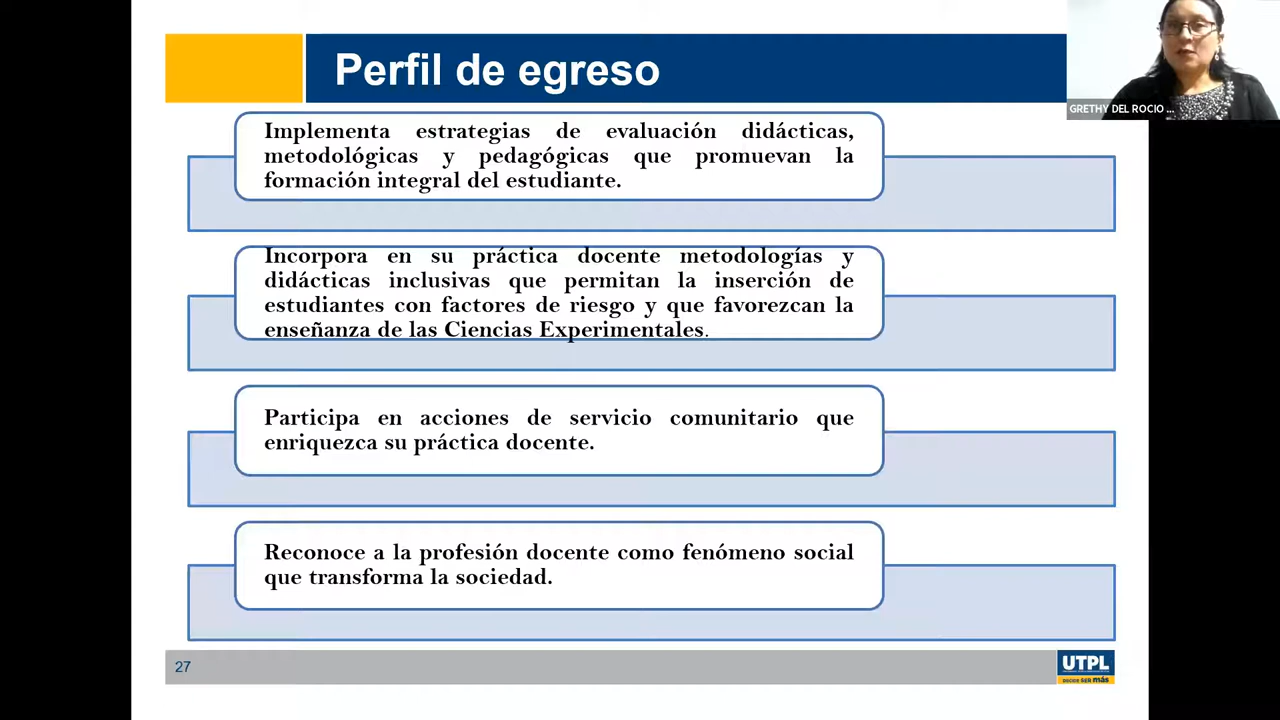 Perfil de egreso
GRETHY DEL ROCIO ...
Implementa estrategias de evaluación didácticas,
metodológicas y pedagógicas que promuevan la
formación integral del estudiante.
Incorpora en su práctica docente metodologías y
didácticas inclusivas que permitan la inserción de
estudiantes con factores de riesgo y que favorezcan la
enseñanza de las Ciencias Experimentales.
Participa en acciones de servicio comunitario que
enriquezca su práctica docente.
Reconoce a la profesión docente como fenómeno social
que transforma la sociedad.
27
UTPL
DECIDE SER más